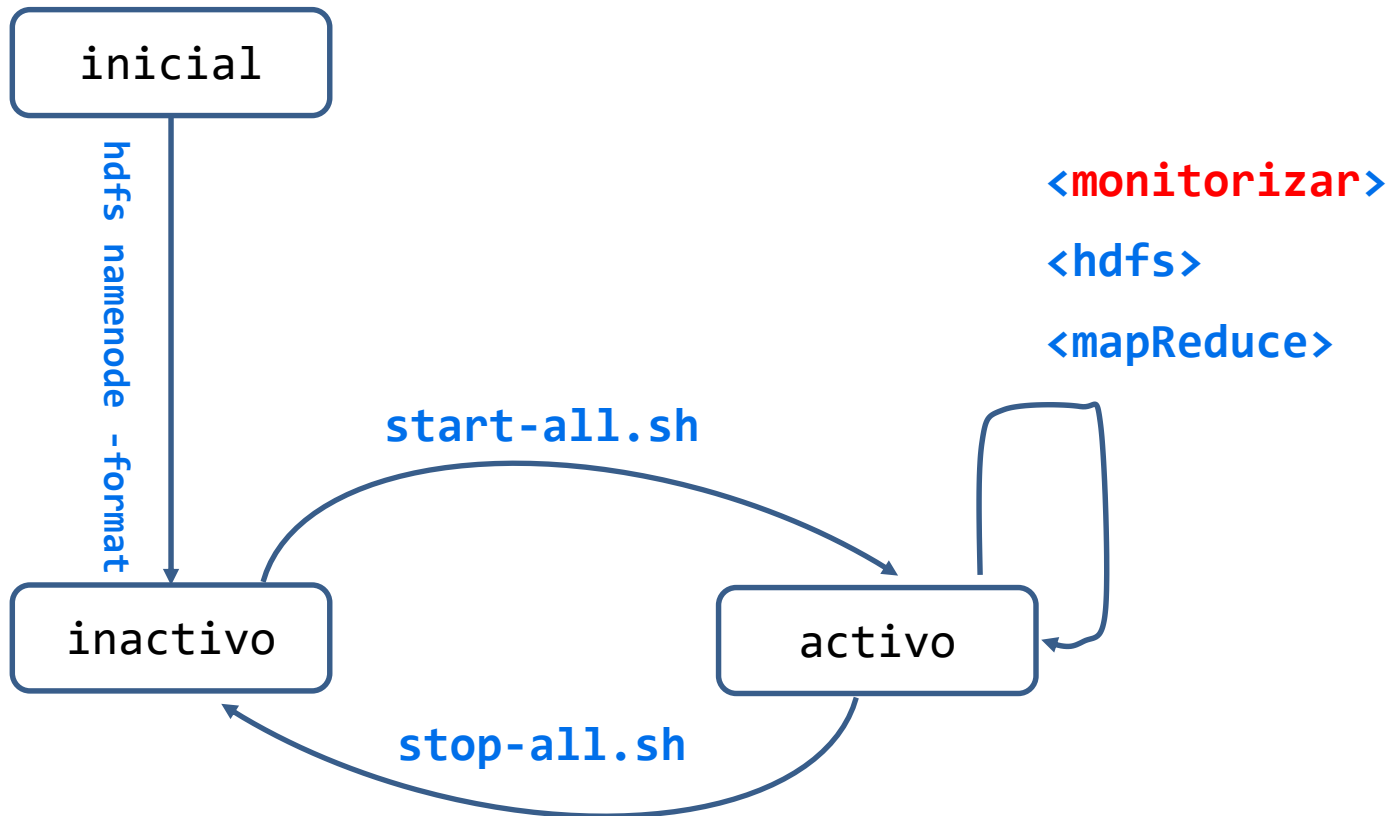 inicial
hdfs namenode -format
<monitorizar>
<hdfs>
<mapReduce>
start-all.sh
inactivo
activo
stop-all.sh